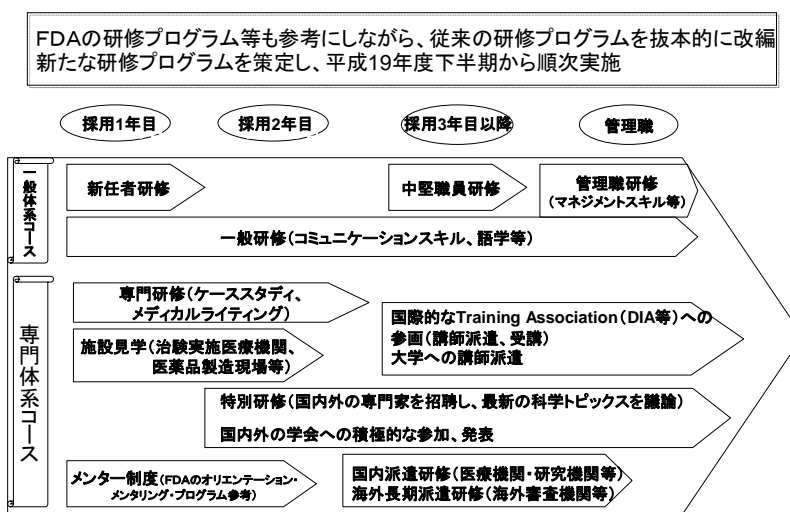 FDAの研修プログラム等も参考にしながら、従来の研修プログラムを抜本的に改編
新たな研修プログラムを策定し、平成19年度下半期から順次実施
採用1年目
採用2年目
採用3年目以降
管理職
一般体系コース
新任者研修
中堅職員研修
管理職研修
(マネジメントスキル等)
一般研修(コミュニケーションスキル、語学等)
専門体系コース
専門研修(ケーススタディ、
メディカルライティング)
施設見学(治験実施医療機関、
医薬品製造現場等)
国際的なTraining Association(DIA等)への
参画(講師派遣、受講)
大学への講師派遣
特別研修(国内外の専門家を招聘し、最新の科学トピックスを議論)
国内外の学会への積極的な参加、発表
メンター制度(FDAのオリエンテーション・
メンタリング・プログラム参考)
国内派遣研修(医療機関・研究機関等)
海外長期派遣研修(海外審査機関等)